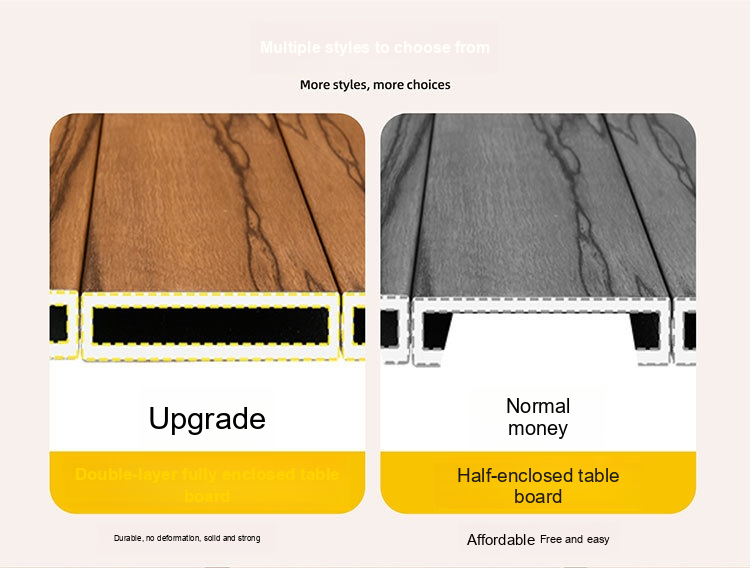 Multiple styles to choose from
More styles, more choices
Upgrade
Normal
money
Double-layer fully enclosed table
board
Half-enclosed table
board
Durable, no deformation, solid and strong
Affordable Free and easy